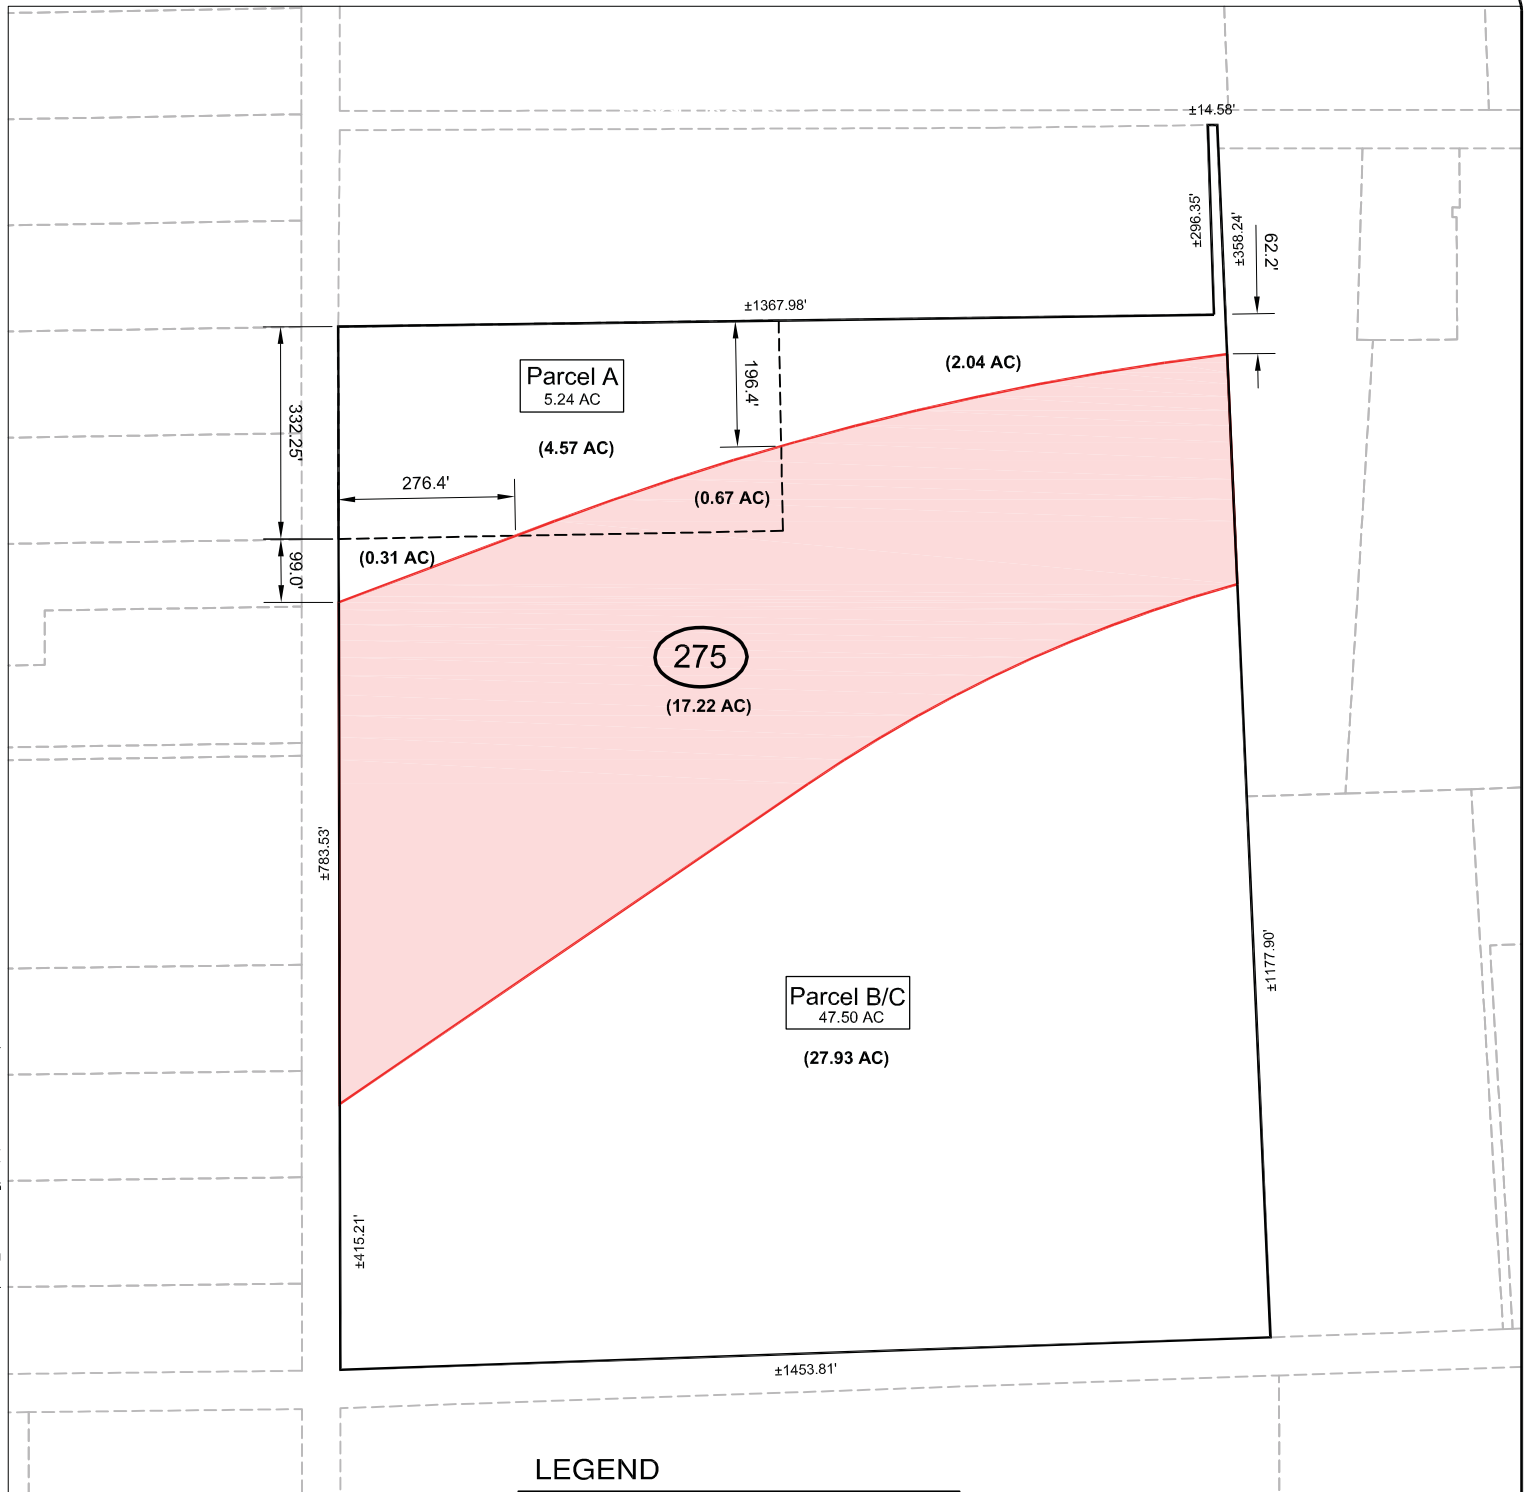 ±14.58'
±296.35'
±358.24'
62.2'
±1367.98'
Parcel A
5.24 AC
196.4'
(2.04 AC)
332.25'
(4.57 AC)
276.4'
(0.67 AC)
(0.31 AC)
99.0'
275
(17.22 AC)
±783.53'
±1177.90'
Parcel B/C
47.50 AC
(27.93 AC)
±415.21'
±1453.81'
LEGEND